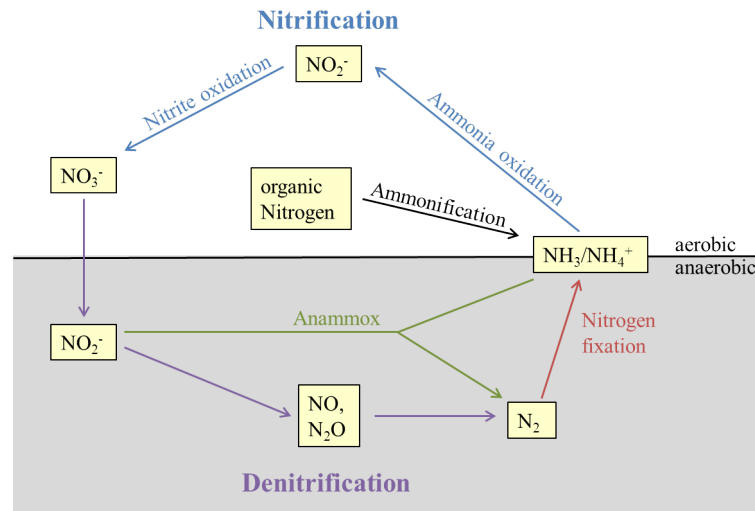 Nitrification
NO₂⁻
Nitrite oxidation
Ammonia oxidation
NO₃⁻
organic
Nitrogen
Ammonification
NH₃/NH₄⁺
aerobic
anaerobic
NO₂⁻
Anammox
Nitrogen
fixation
NO,
N₂O
N₂
Denitrification